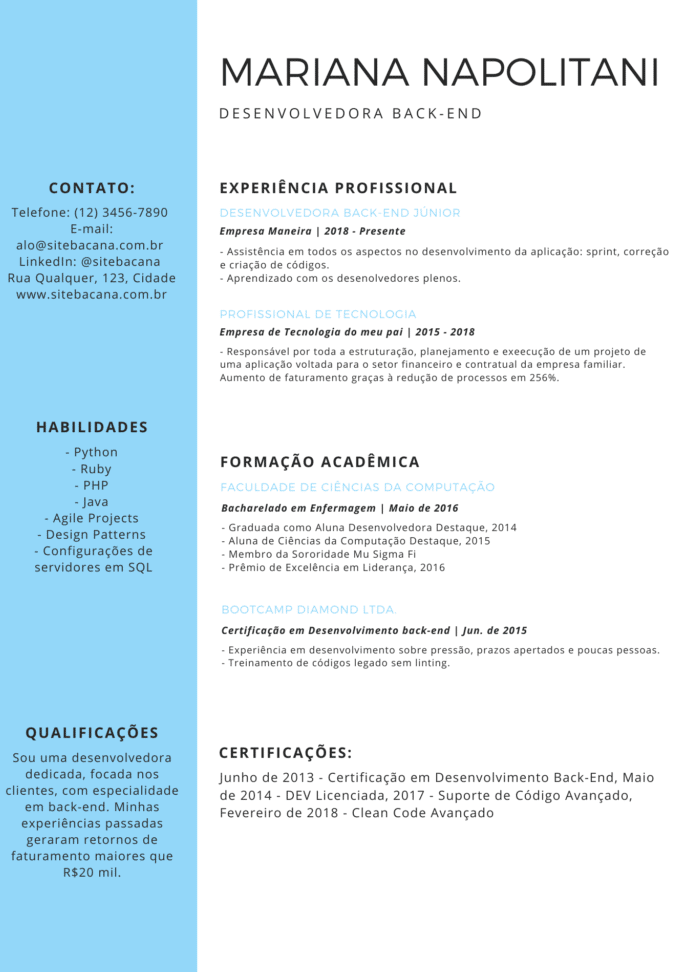 MARIANA NAPOLITANI
DESENVOLVEDORA BACK-END
CONTATO:
Telefone: (12) 3456-7890
E-mail:
alo@sitebacana.com.br
LinkedIn: @sitebacana
Rua Qualquer, 123, Cidade
www.sitebacana.com.br
HABILIDADES
- Python
- Ruby
- PHP
- Java
- Agile Projects
- Design Patterns
- Configurações de
servidores em SQL
QUALIFICAÇÕES
Sou uma desenvolvedora
dedicada, focada nos
clientes, com especialidade
em back-end. Minhas
experiências passadas
geraram retornos de
faturamento maiores que
R$20 mil.
EXPERIÊNCIA PROFISSIONAL
DESENVOLVEDORA BACK-END JÚNIOR
Empresa Maneira | 2018 - Presente
- Assistência em todos os aspectos no desenvolvimento da aplicação: sprint, correção
e criação de códigos.
- Aprendizado com os desenolvedores plenos.
PROFISSIONAL DE TECNOLOGIA
Empresa de Tecnologia do meu pai | 2015 - 2018
- Responsável por toda a estruturação, planejamento e exeecução de um projeto de
uma aplicação voltada para o setor financeiro e contratual da empresa familiar.
Aumento de faturamento graças à redução de processos em 256%.
FORMAÇÃO ACADÊMICA
FACULDADE DE CIÊNCIAS DA COMPUTAÇÃO
Bacharelado em Enfermagem | Maio de 2016
- Graduada como Aluna Desenvolvedora Destaque, 2014
- Aluna de Ciências da Computação Destaque, 2015
- Membro da Sororidade Mu Sigma Fi
- Prêmio de Excelência em Liderança, 2016
BOOTCAMP DIAMOND LTDA.
Certificação em Desenvolvimento back-end | Jun. de 2015
- Experiência em desenvolvimento sobre pressão, prazos apertados e poucas pessoas.
- Treinamento de códigos legado sem linting.
CERTIFICAÇÕES:
Junho de 2013 - Certificação em Desenvolvimento Back-End, Maio
de 2014 - DEV Licenciada, 2017 - Suporte de Código Avançado,
Fevereiro de 2018 - Clean Code Avançado